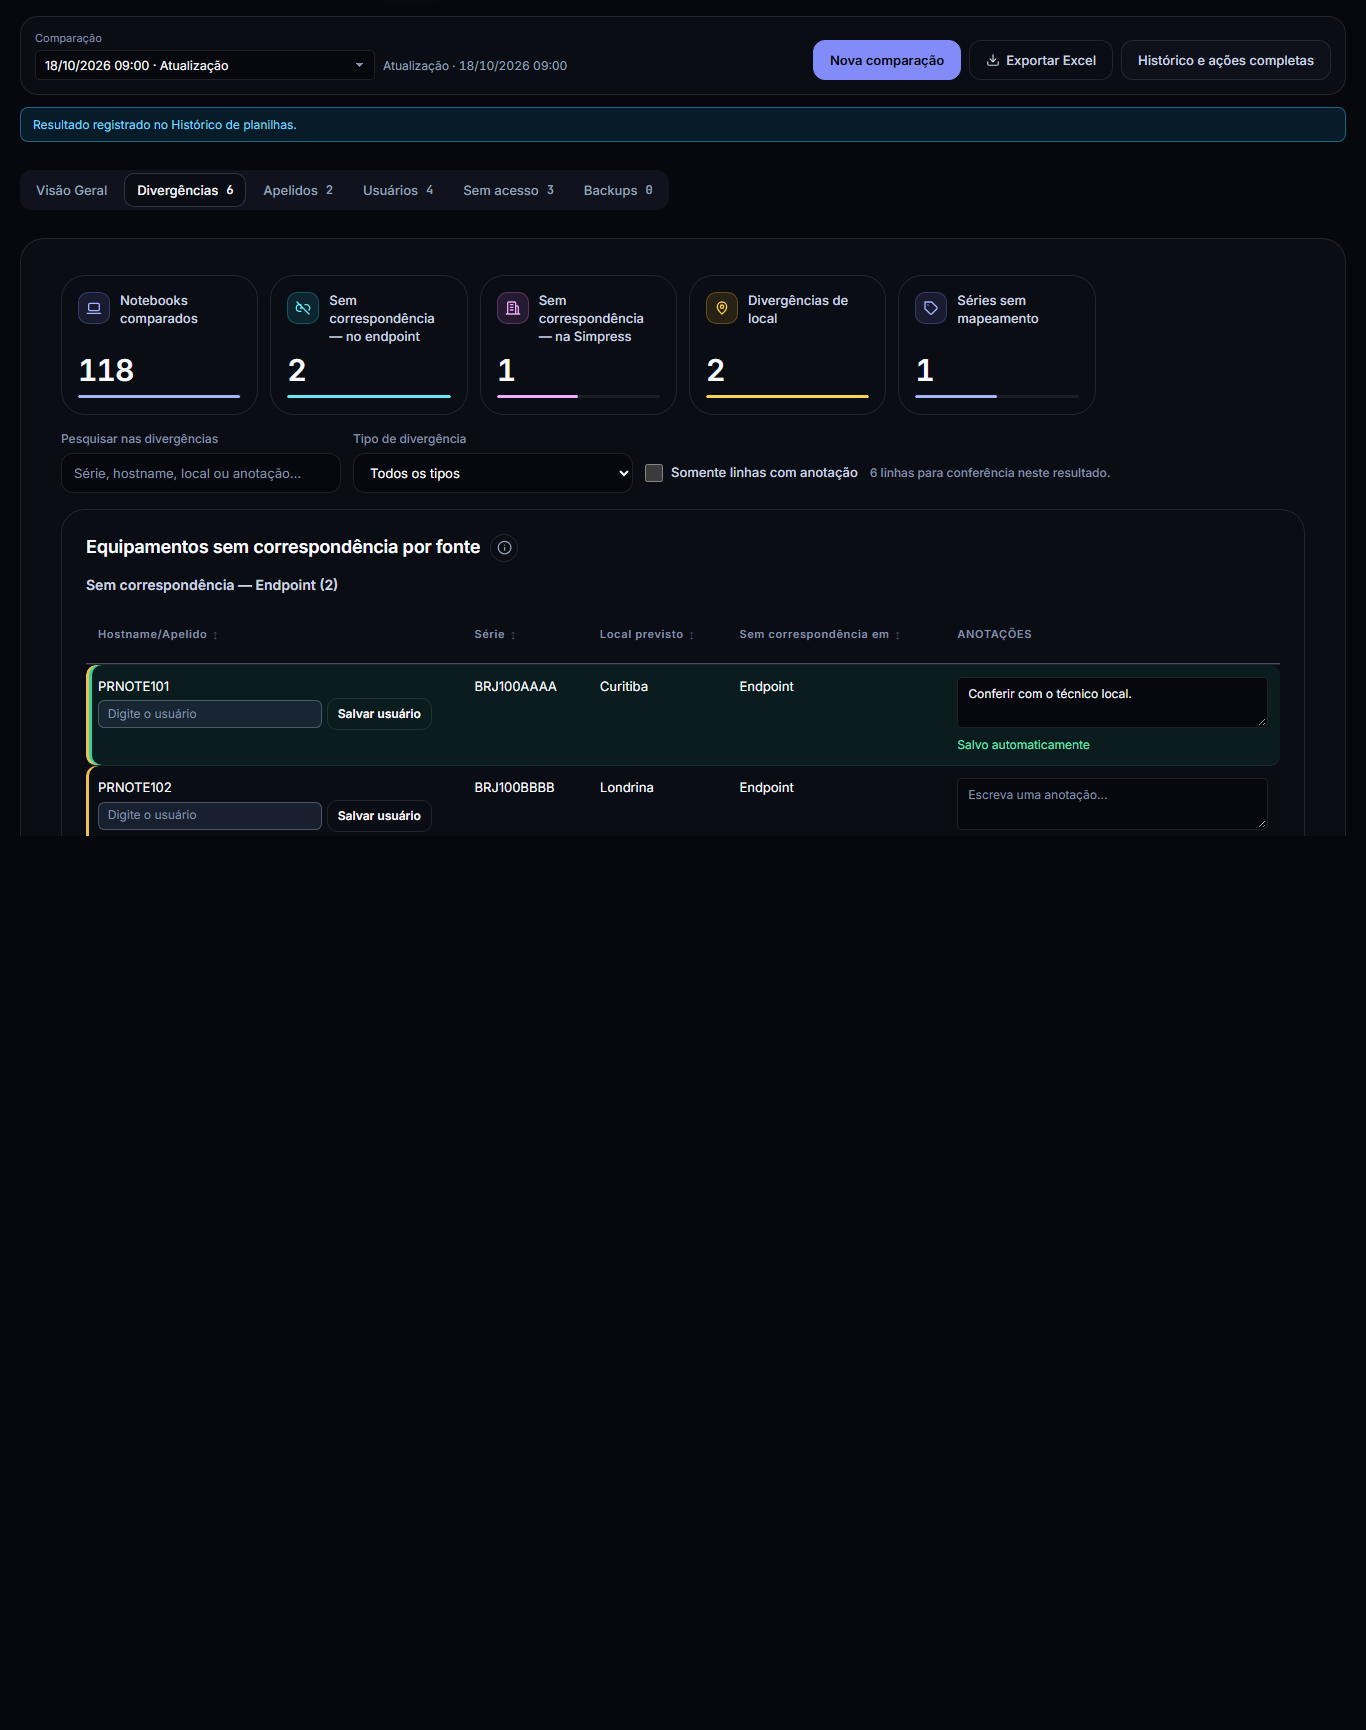 Comparação
18/10/2026 09:00 · Atualização
Atualização · 18/10/2026 09:00
Nova comparação
Exportar Excel
Histórico e ações completas
Resultado registrado no Histórico de planilhas.
Visão Geral
Divergências 6
Apelidos 2
Usuários 4
Sem acesso 3
Backups 0
Notebooks
comparados
118
Sem
correspondência
— no endpoint
2
Sem
correspondência
— na Simpress
1
Divergências de
local
2
Séries sem
mapeamento
1
Pesquisar nas divergências
Série, hostname, local ou anotação...
Tipo de divergência
Todos os tipos
Somente linhas com anotação
6 linhas para conferência neste resultado.
Equipamentos sem correspondência por fonte
Sem correspondência — Endpoint (2)
Hostname/Apelido
Série
Local previsto
Sem correspondência em
ANOTAÇÕES
PRNOTE101
Digite o usuário
Salvar usuário
BRJ100AAAA
Curitiba
Endpoint
Conferir com o técnico local.
Salvo automaticamente
PRNOTE102
Digite o usuário
Salvar usuário
BRJ100BBBB
Londrina
Endpoint
Escreva uma anotação...